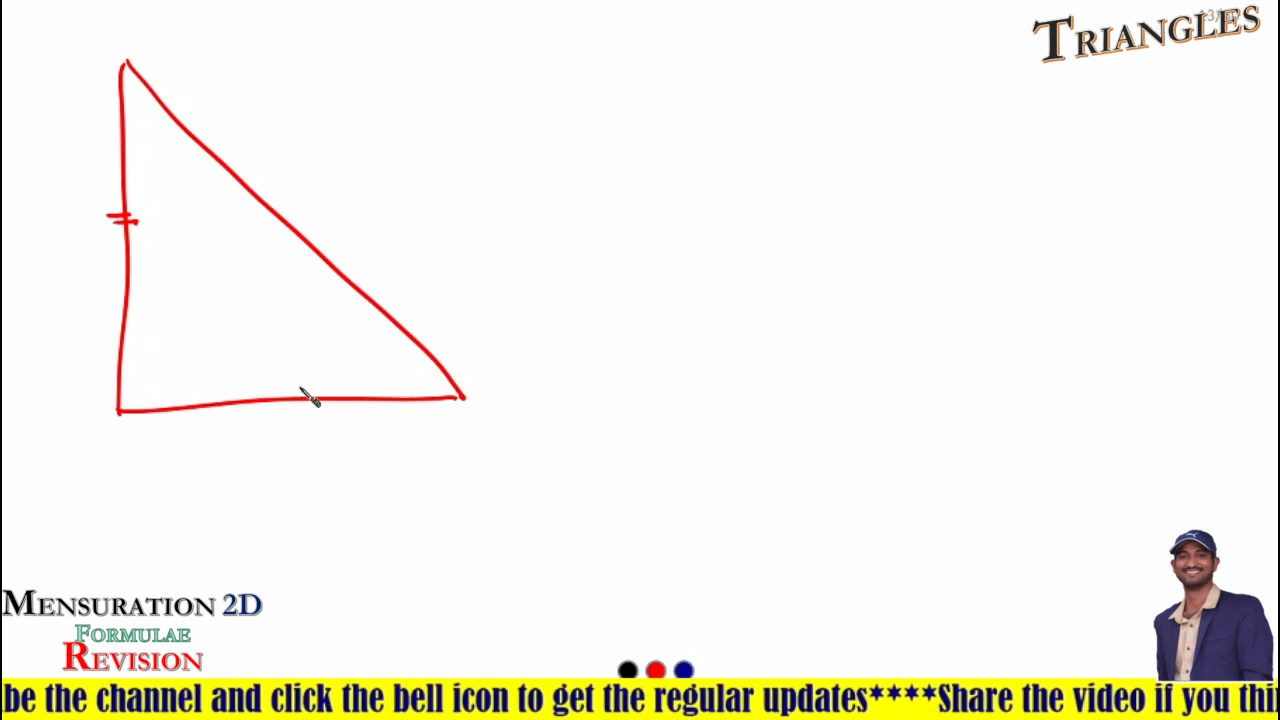 TRIANGLES
MENSURATION 2D
FORMULAE
REVISION
be the channel and click the bell icon to get the regular updates****Share the video if you thi